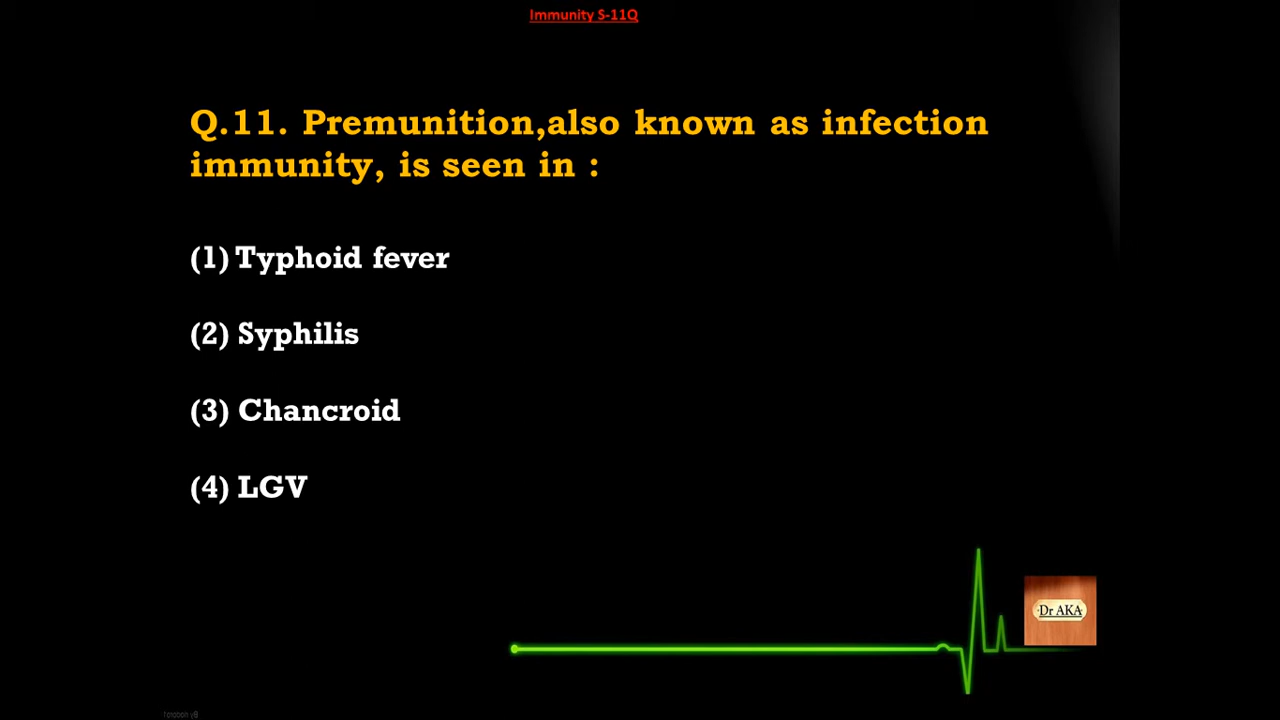 Immunity S-11Q
Q.11. Premunition,also known as infection
immunity, is seen in :
(1) Typhoid fever
(2) Syphilis
(3) Chancroid
(4) LGV
Dr AKA